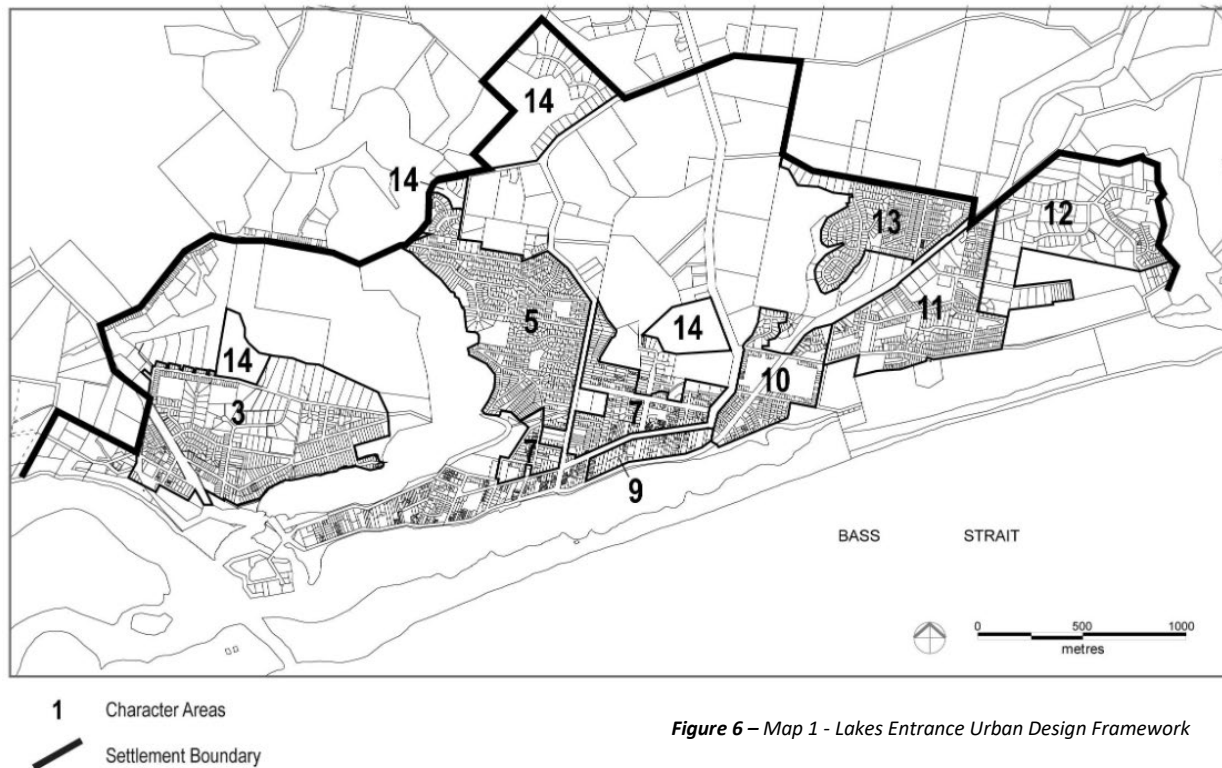 14
14
13
12
5
11
14
14
10
3
7
7
9
BASS STRAIT
0 500 1000
metres
1 Character Areas
Settlement Boundary
Figure 6 – Map 1 - Lakes Entrance Urban Design Framework